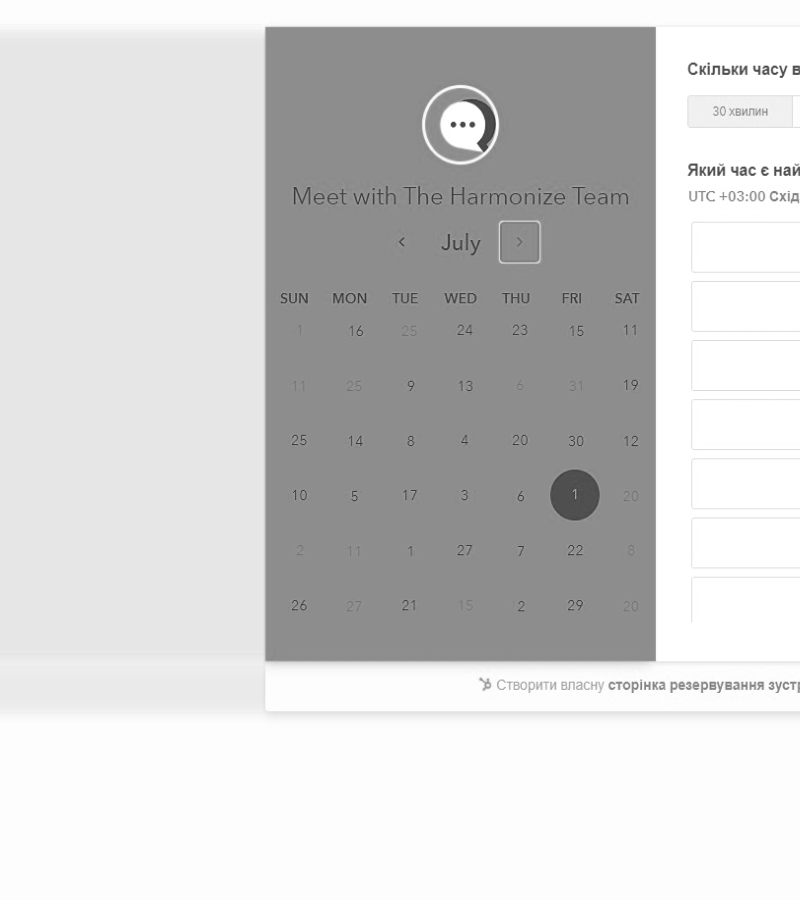 Meet with The Harmonize Team
July
SUN MON TUE WED THU FRI SAT
1 16 25 24 23 15 11
11 25 9 13 6 31 19
25 14 8 4 20 30 12
10 5 17 3 6 1 20
2 11 1 27 7 22 8
26 27 21 15 2 29 20
Скільки часу в
30 хвилин
Який час є най
UTC +03:00 Схід
Створити власну сторінка резервування зустр